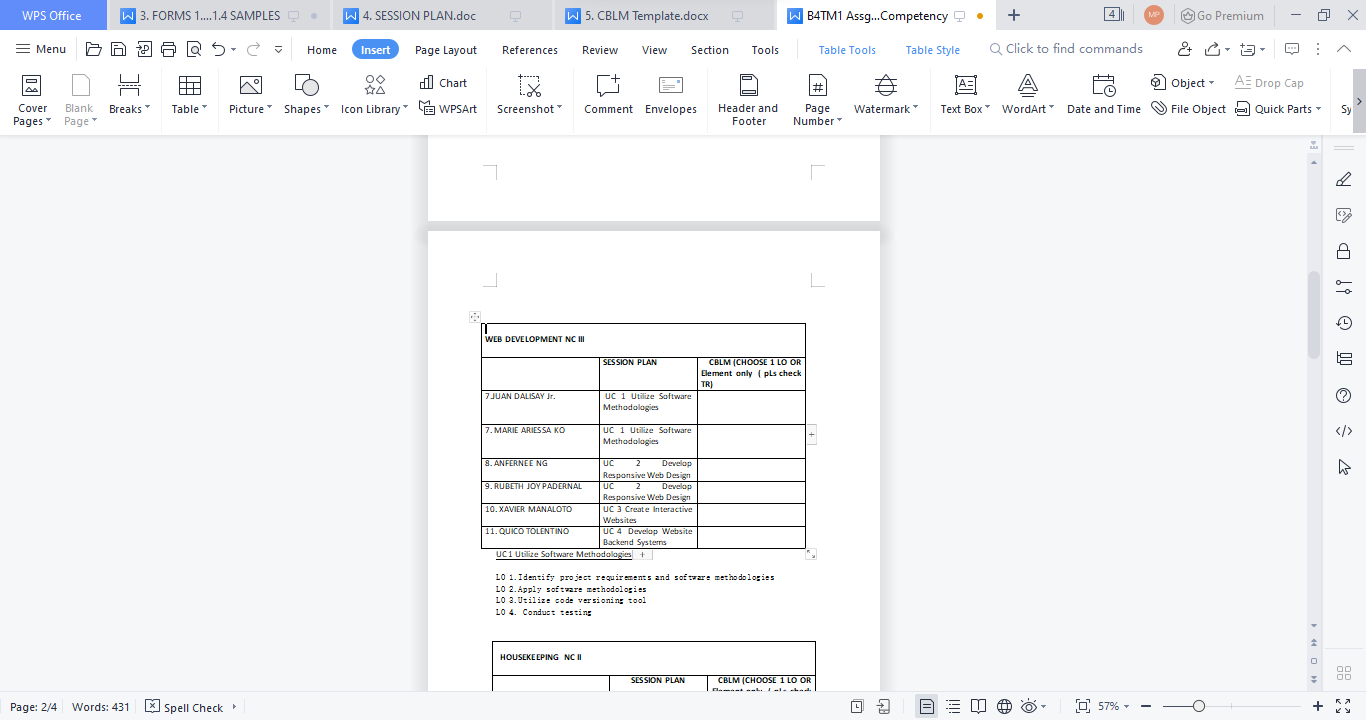 WPS Office
3. FORMS 1....1.4 SAMPLES
4. SESSION PLAN.doc
5. CBLM Template.docx
B4TM1 Assg...Competency
4
MP
Go Premium
Menu
Home
Insert
Page Layout
References
Review
View
Section
Tools
Table Tools
Table Style
Click to find commands
Cover
Pages
Blank
Page
Breaks
Table
Picture
Shapes
Icon Library
Chart
WPSArt
Screenshot
Comment
Envelopes
Header and
Footer
Page
Number
Watermark
Text Box
WordArt
Date and Time
Object
File Object
Drop Cap
Quick Parts
Sy
WEB DEVELOPMENT NC III
SESSION PLAN
CBLM (CHOOSE 1 LO OR
Element only ( pLs check
TR)
7.JUAN DALISAY Jr.
UC 1 Utilize Software
Methodologies
7. MARIE ARIESSA KO
UC 1 Utilize Software
Methodologies
8. ANFERNEE NG
UC 2 Develop
Responsive Web Design
9. RUBETH JOY PADERNAL
UC 2 Develop
Responsive Web Design
10. XAVIER MANALOTO
UC 3 Create Interactive
Websites
11. QUICO TOLENTINO
UC 4 Develop Website
Backend Systems
UC1 Utilize Software Methodologies
LO 1.Identify project requirements and software methodologies
LO 2.Apply software methodologies
LO 3.Utilize code versioning tool
LO 4. Conduct testing
HOUSEKEEPING NC II
SESSION PLAN
CBLM (CHOOSE 1 LO OR
Element only ( pLs check
Page: 2/4
Words: 431
Spell Check
57%